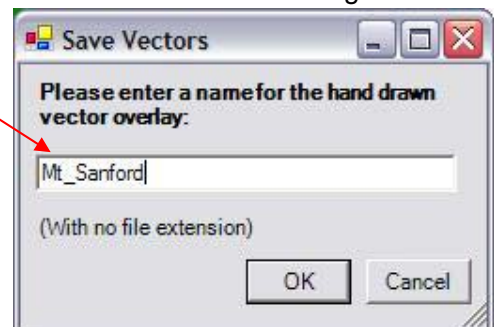 Save Vectors
Please enter a name for the hand drawn
vector overlay:
Mt_Sanford
(With no file extension)
OK Cancel